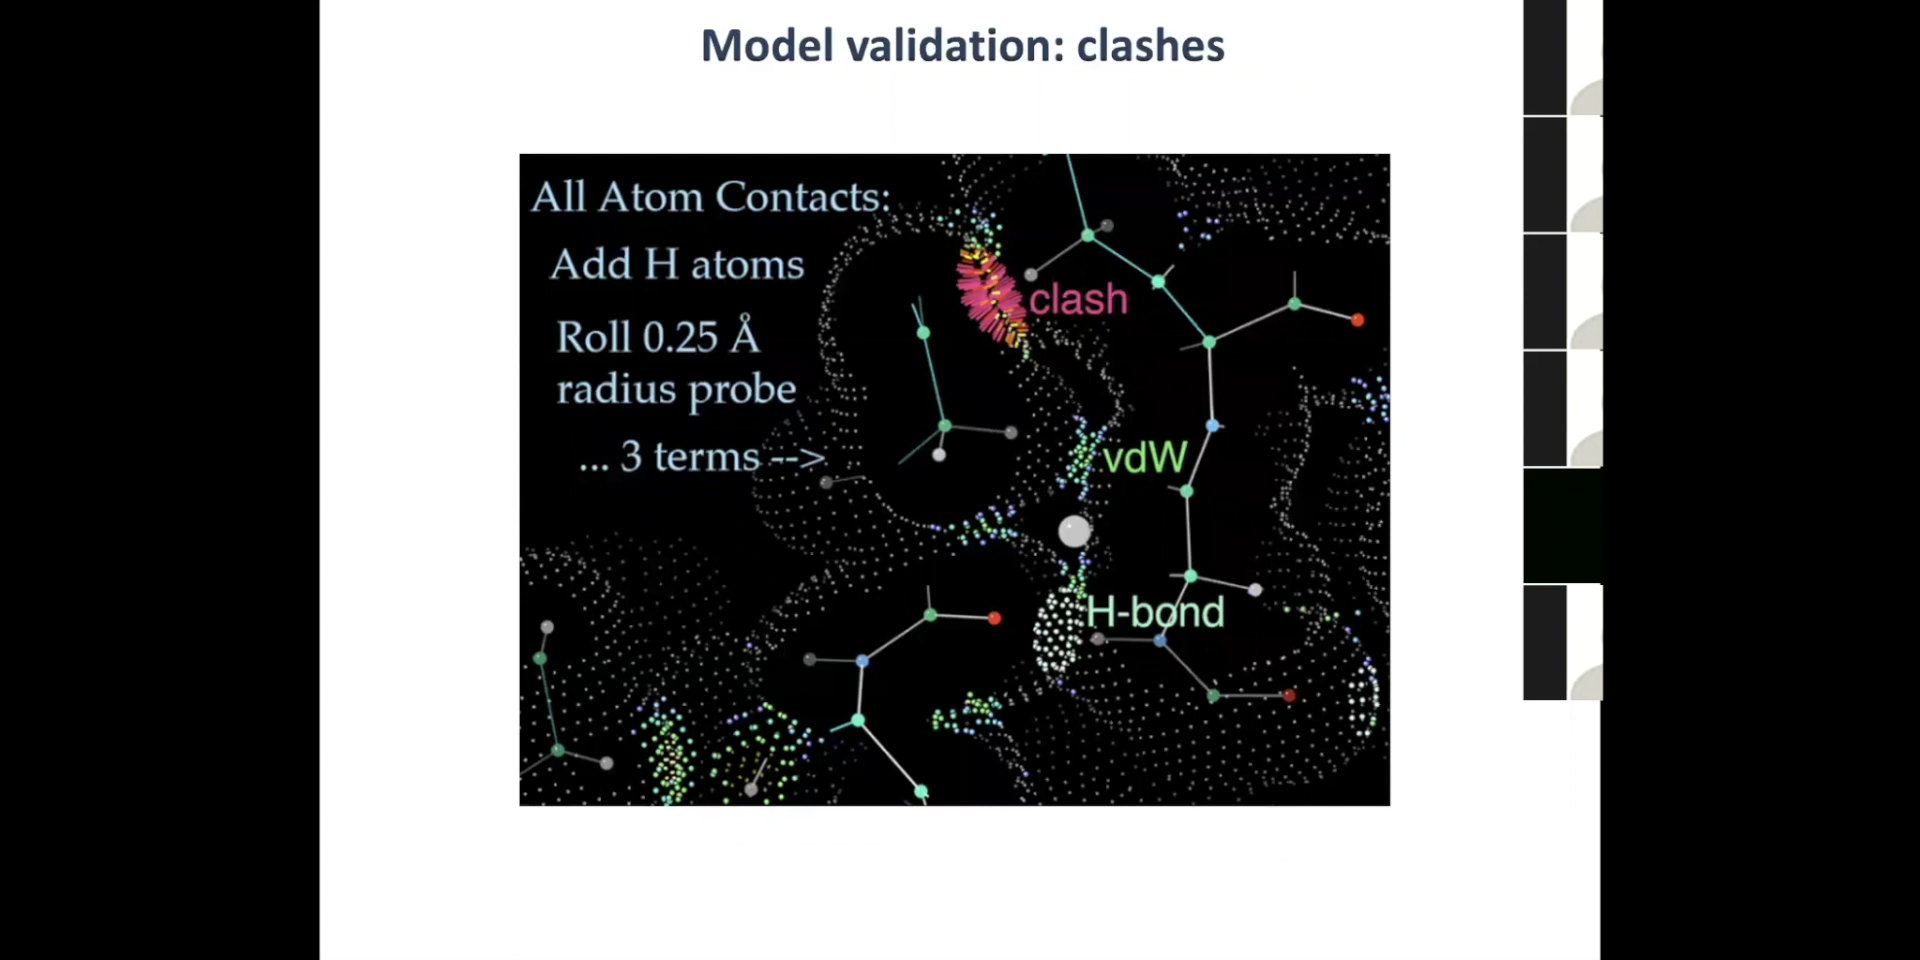 Model validation: clashes
All Atom Contacts:
Add H atoms
clash
Roll 0.25 Å
radius probe
... 3 terms -->
vdW
H-bond